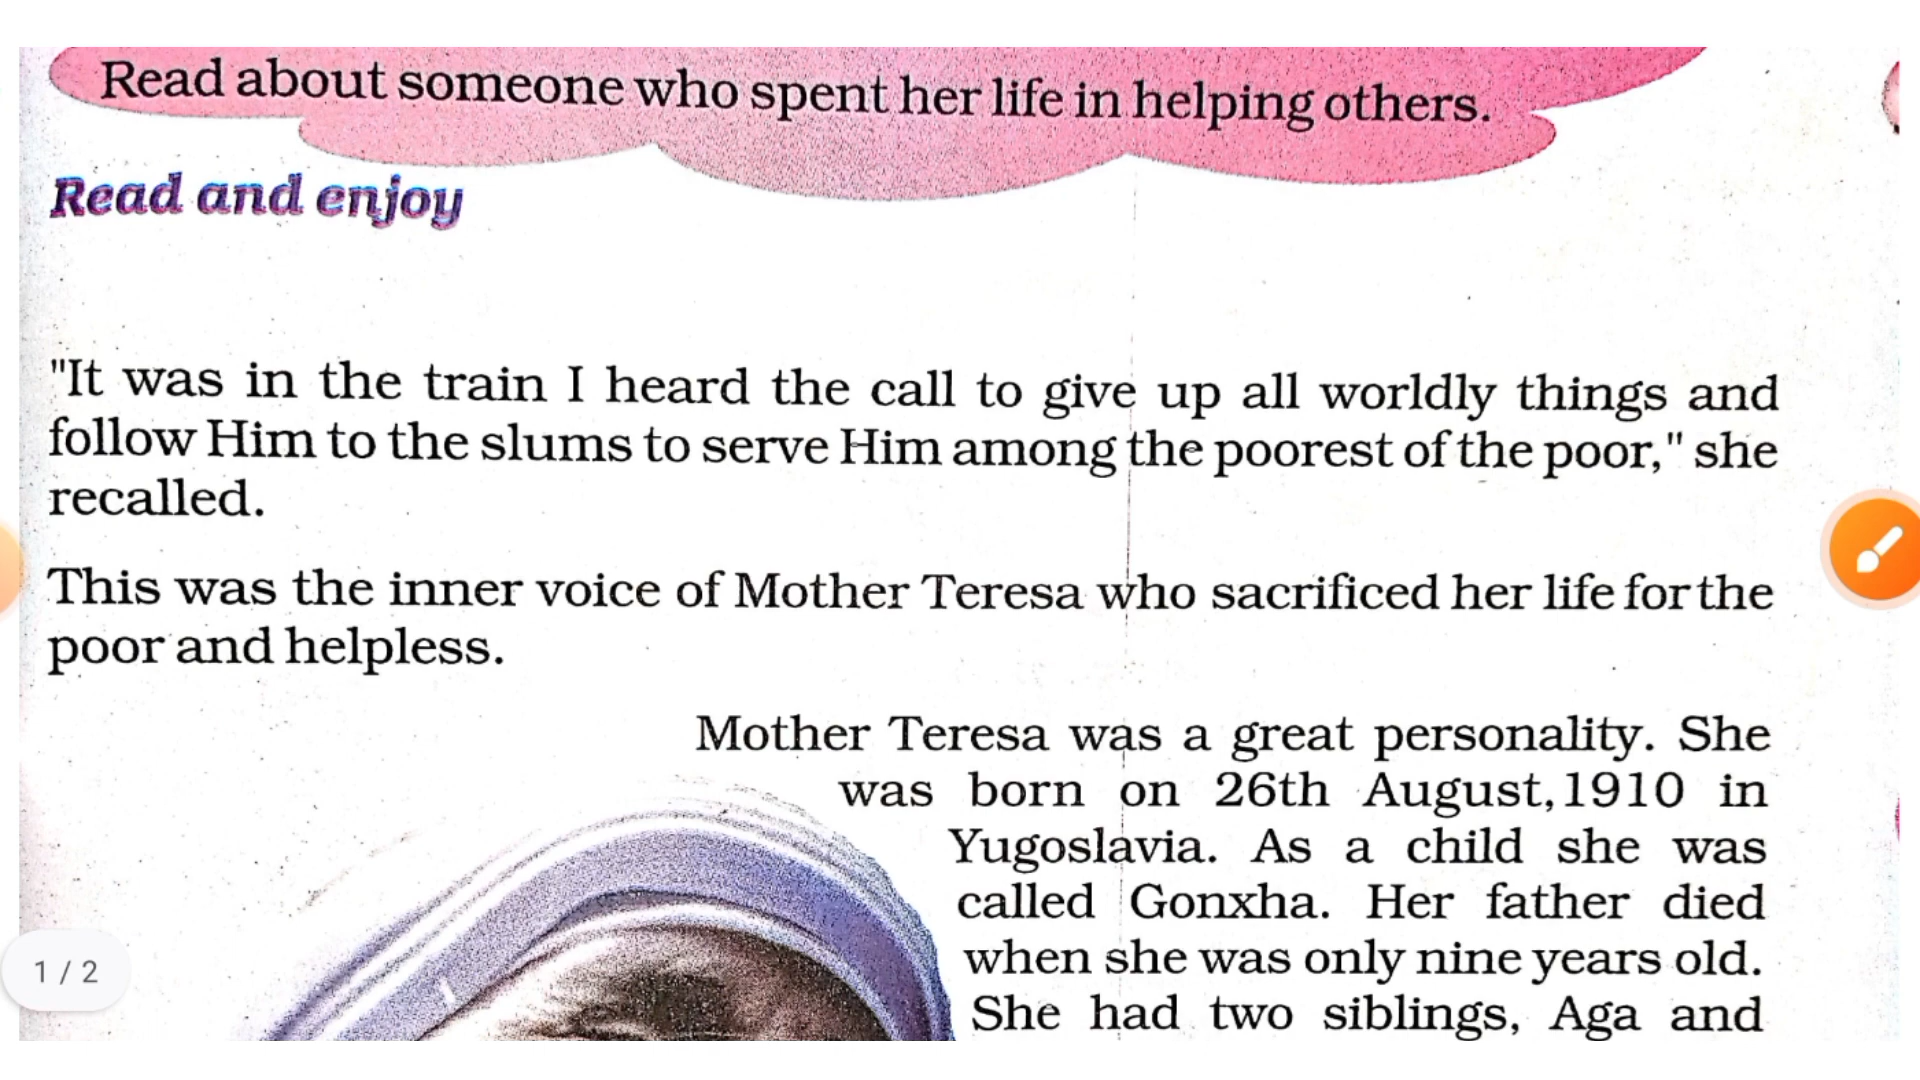 Read about someone who spent her life in helping others.
Read and enjoy
"It was in the train I heard the call to give up all worldly things and
follow Him to the slums to serve Him among the poorest of the poor," she
recalled.
This was the inner voice of Mother Teresa who sacrificed her life for the
poor and helpless.
Mother Teresa was a great personality. She
was born on 26th August,1910 in
Yugoslavia. As a child she was
called Gonxha. Her father died
when she was only nine years old.
She had two siblings, Aga and
1 / 2